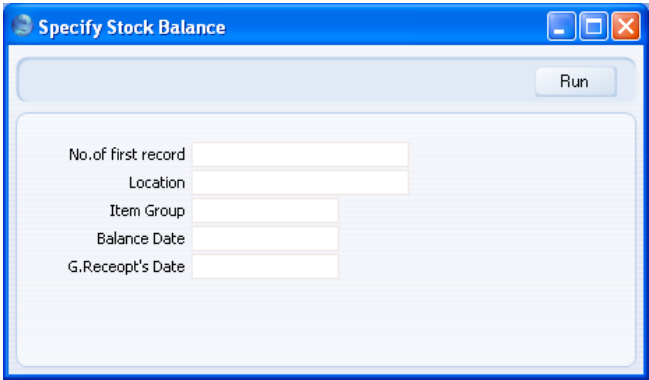 Specify Stock Balance
Run
No.of first record
Location
Item Group
Balance Date
G.Receopt's Date